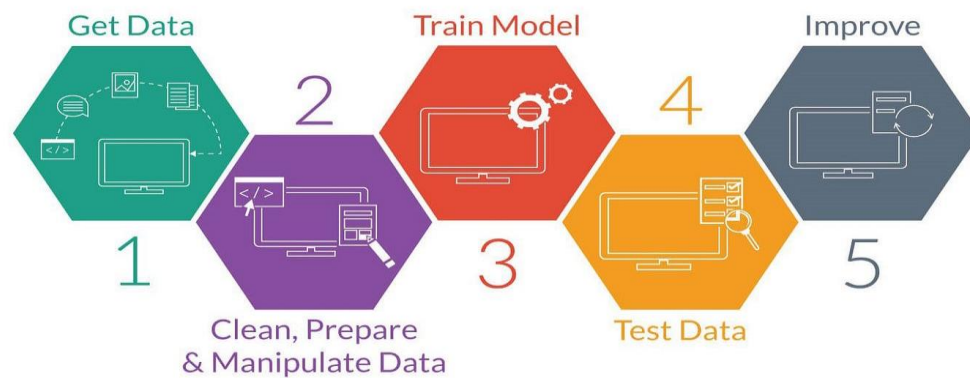 Get Data
1
</>
2
</>
Clean, Prepare
& Manipulate Data
Train Model
3
4
Test Data
Improve
5